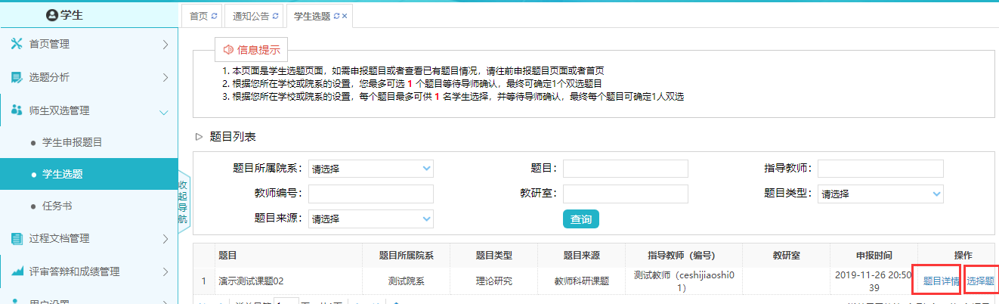 学生
首页 通知公告 学生选题
首页管理
选题分析
师生双选管理
学生申报题目
学生选题
任务书
过程文档管理
评审答辩和成绩管理
收起导航
信息提示
1. 本页面是学生选题页面，如需申报题目或者查看已有题目情况，请往前申报题目页面或者首页
2. 根据您所在学校或院系的设置，您最多可选 1 个题目等待导师确认，最终可确定1个双选题目
3. 根据您所在学校或院系的设置，每个题目最多可供 1 名学生选择，并等待导师确认，最终每个题目可确定1人双选
题目列表
题目所属院系： 请选择 题目： 指导教师：
教师编号： 教研室： 题目类型： 请选择
题目来源： 请选择 查询
题目 题目所属院系 题目类型 题目来源 指导教师（编号） 教研室 申报时间 操作
1 演示测试课题02 测试院系 理论研究 教师科研课题 测试教师（ceshijiaoshi01） 2019-11-26 20:50 39 题目详情 选择题